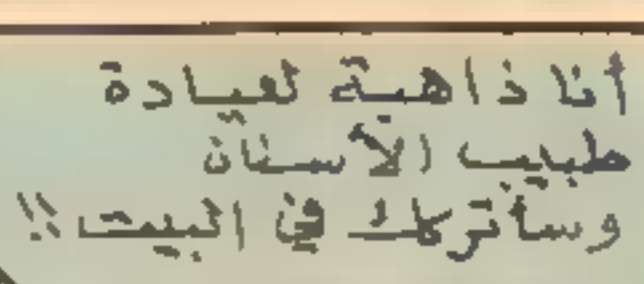 أنا ذاهبة لعيادة
طبيب الأسنان
وسأتركك في البيت !!